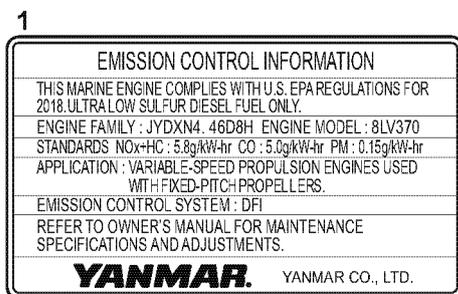 1
EMISSION CONTROL INFORMATION
THIS MARINE ENGINE COMPLIES WITH U.S. EPA REGULATIONS FOR
2018.ULTRA LOW SULFUR DIESEL FUEL ONLY.
ENGINE FAMILY : JYDXN4. 46D8H ENGINE MODEL : 8LV370
STANDARDS NOx+HC : 5.8g/kW-hr CO : 5.0g/kW-hr PM : 0.15g/kW-hr
APPLICATION : VARIABLE-SPEED PROPULSION ENGINES USED
WITH FIXED-PITCH PROPELLERS.
EMISSION CONTROL SYSTEM : DFI
REFER TO OWNER'S MANUAL FOR MAINTENANCE
SPECIFICATIONS AND ADJUSTMENTS.
YANMAR. YANMAR CO., LTD.